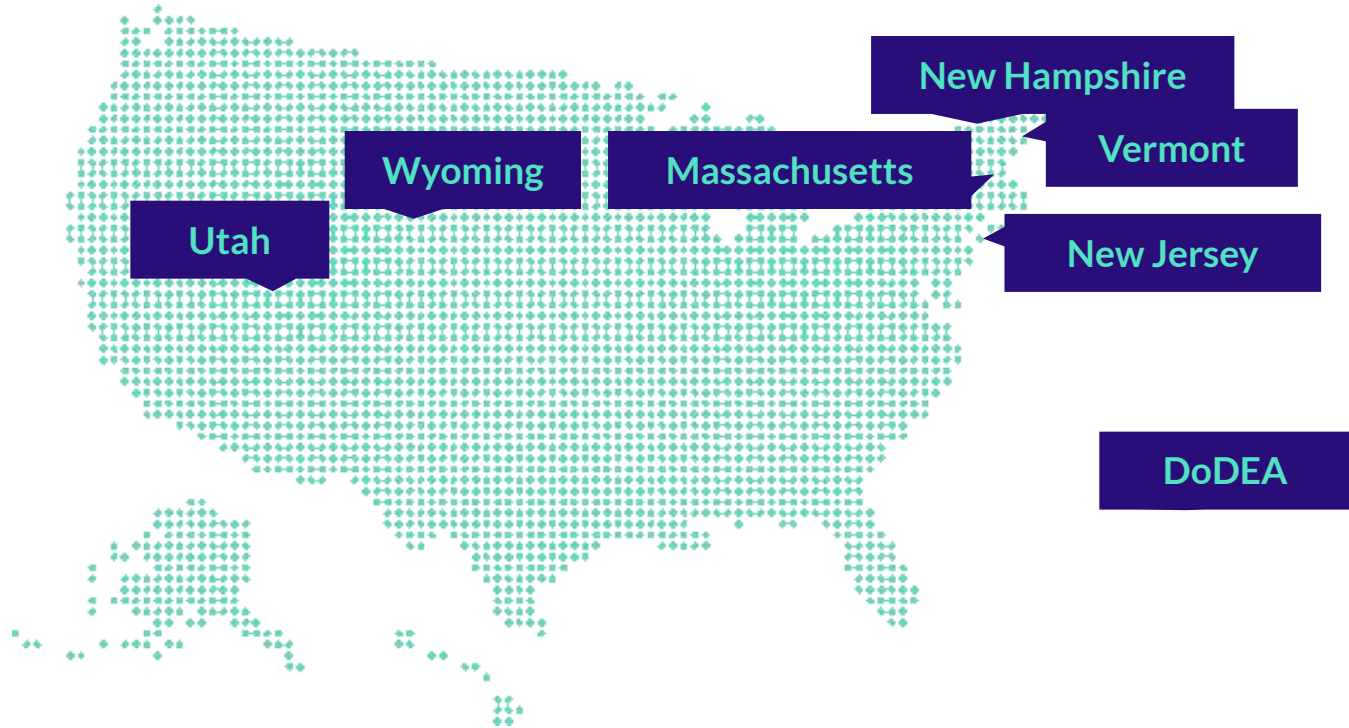 New Hampshire
Vermont
Wyoming
Massachusetts
Utah
New Jersey
DoDEA